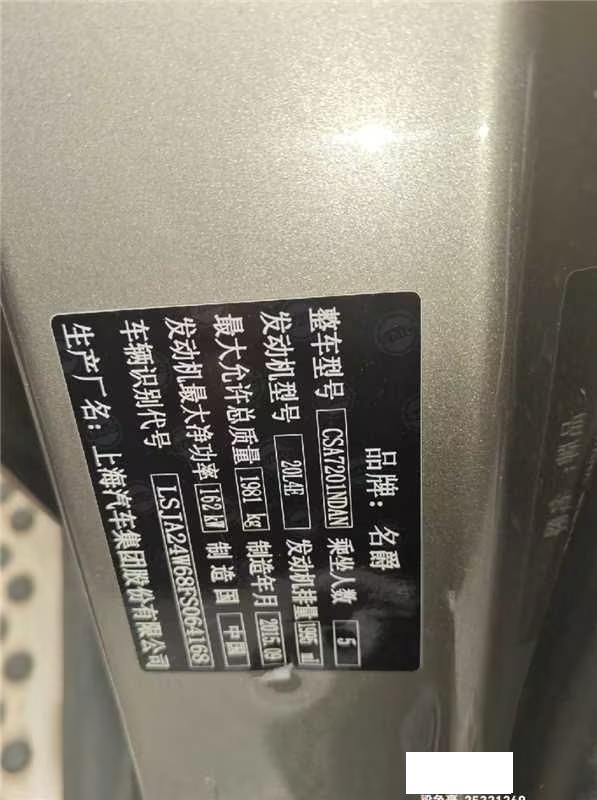 品牌：名爵
整车型号 CSA7201NDAN 乘坐人数 5
发动机型号 20L4E 发动机排量 1995 ml
最大允许总质量 1981 kg 制造年月 2015.09
发动机最大净功率 162 kW 制造国 中国
车辆识别代号
生产厂名：上海汽车集团股份有限公司